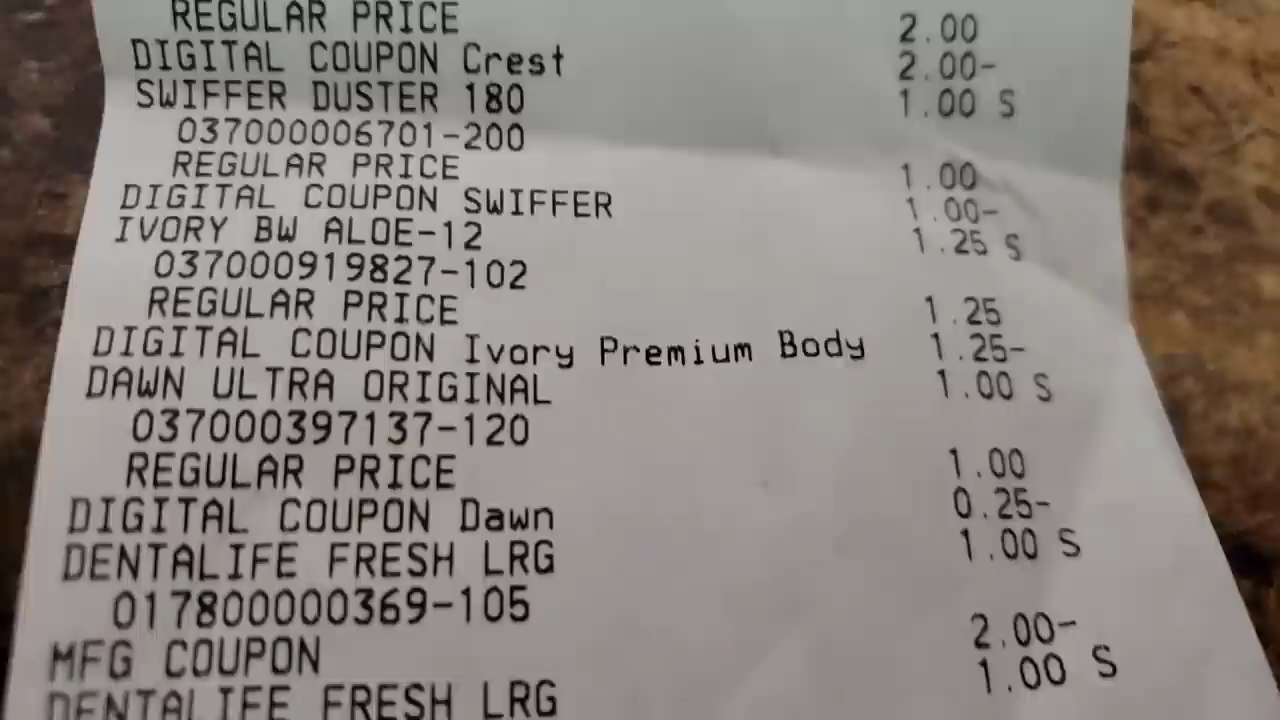 REGULAR PRICE 2.00
DIGITAL COUPON Crest 2.00-
SWIFFER DUSTER 180 1.00 S
037000006701-200
REGULAR PRICE 1.00
DIGITAL COUPON SWIFFER 1.00-
IVORY BW ALOE-12 1.25 S
037000919827-102
REGULAR PRICE 1.25
DIGITAL COUPON Ivory Premium Body 1.25-
DAWN ULTRA ORIGINAL 1.00 S
037000397137-120
REGULAR PRICE 1.00
DIGITAL COUPON Dawn 0.25-
DENTALIFE FRESH LRG 1.00 S
017800000369-105
MFG COUPON 2.00-
DENTALIFE FRESH LRG 1.00 S